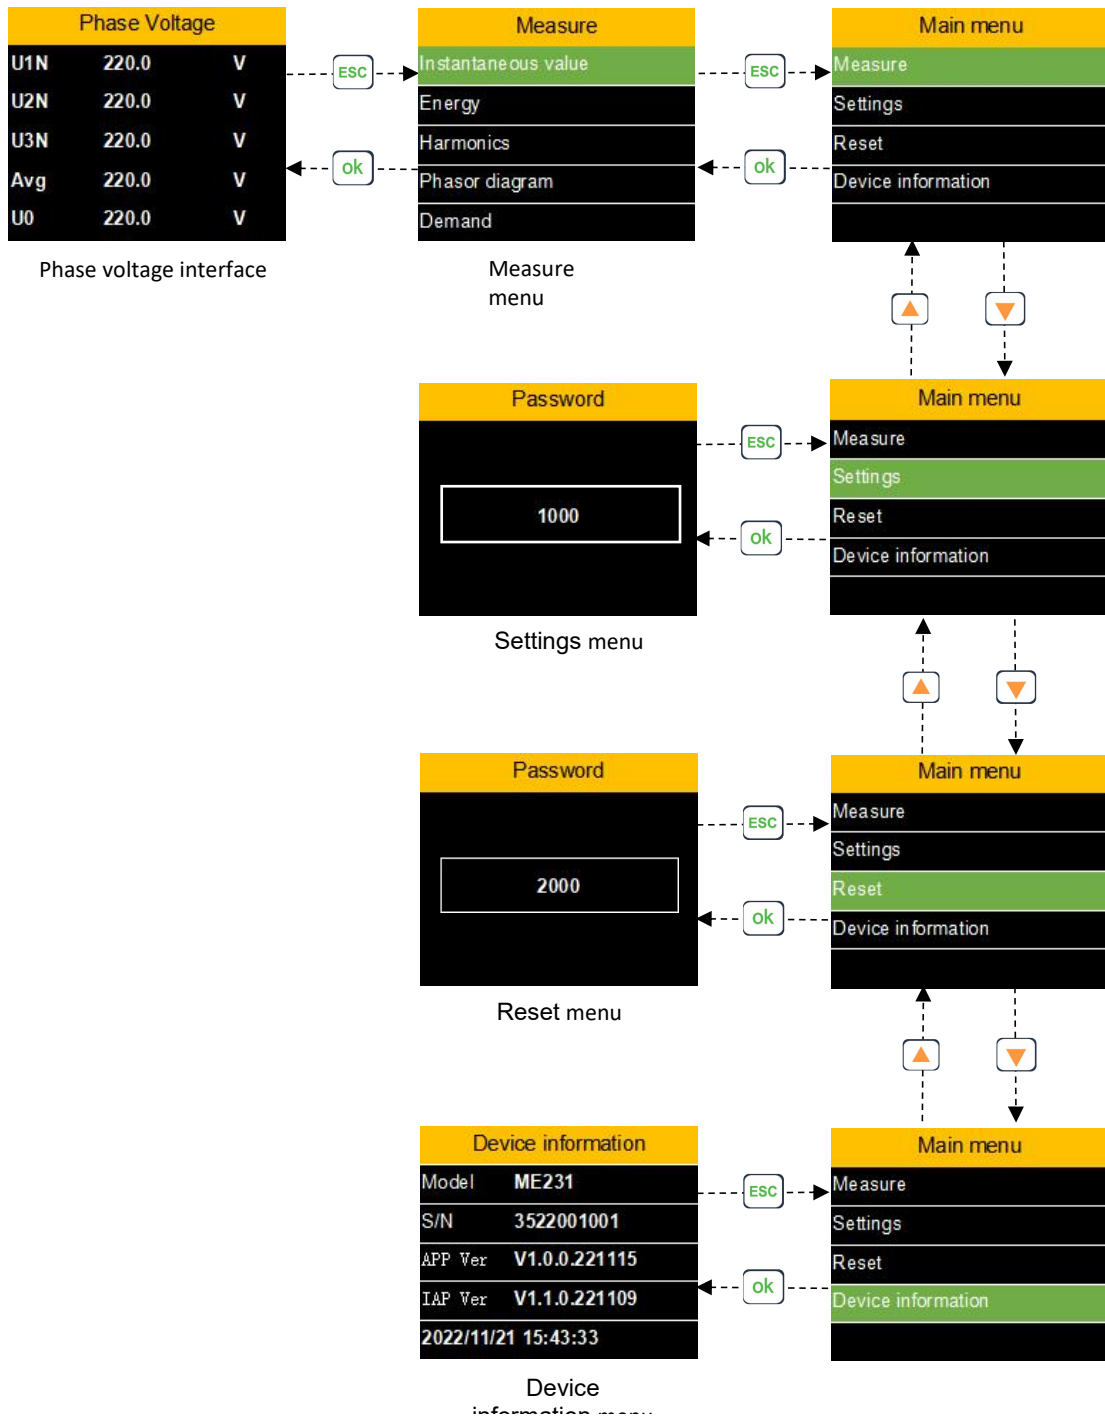 Phase Voltage
U1N 220.0 V
U2N 220.0 V
U3N 220.0 V
Avg 220.0 V
U0 220.0 V
Phase voltage interface
ESC
ok
Measure
Instantaneous value
Energy
Harmonics
Phasor diagram
Demand
Measure
menu
ESC
ok
Main menu
Measure
Settings
Reset
Device information
Password
1000
Settings menu
ESC
ok
Main menu
Measure
Settings
Reset
Device information
Password
2000
Reset menu
ESC
ok
Main menu
Measure
Settings
Reset
Device information
Device information
Model ME231
S/N 3522001001
APP Ver V1.0.0.221115
IAP Ver V1.1.0.221109
2022/11/21 15:43:33
Device
information menu
ESC
ok
Main menu
Measure
Settings
Reset
Device information